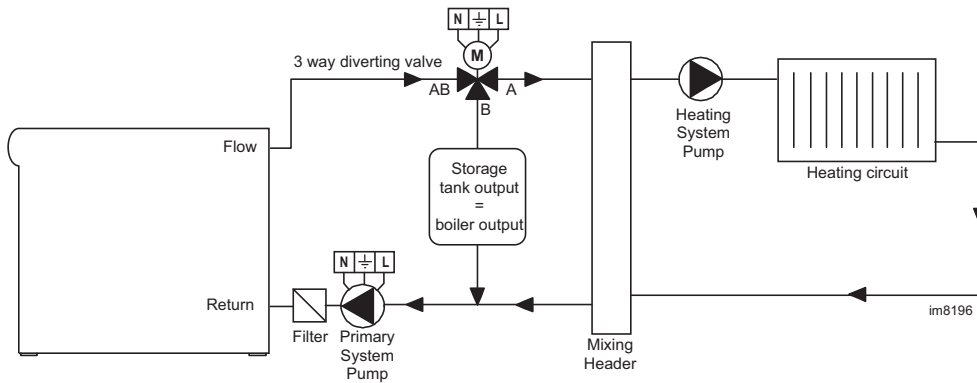 N ⏚ L
M
3 way diverting valve
AB
A
B
Flow
Heating
System
Pump
Heating circuit
Storage
tank output
=
boiler output
N ⏚ L
Return
Filter
Primary
System
Pump
Mixing
Header
im8196